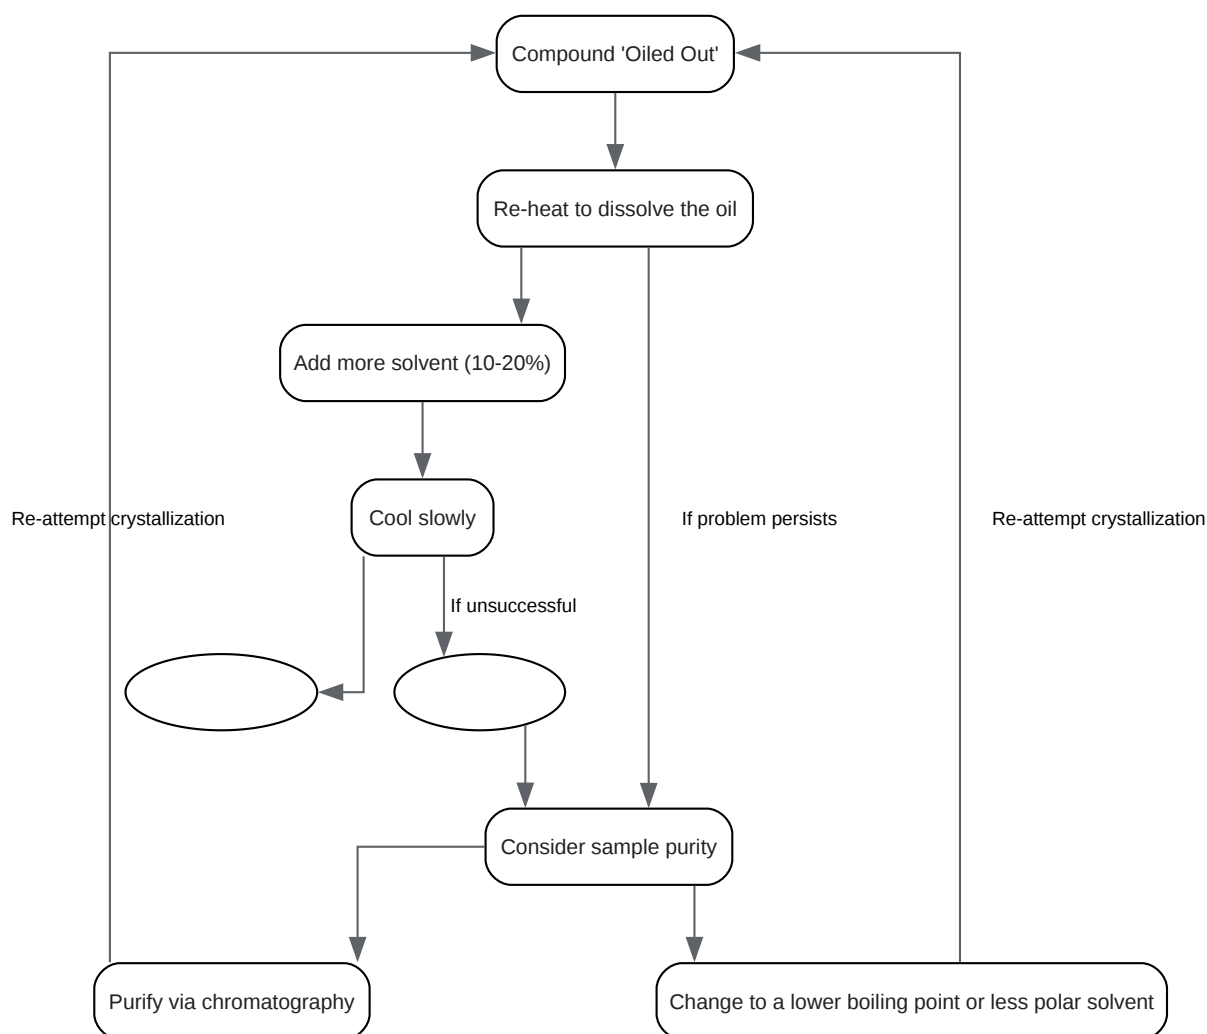 Compound 'Oiled Out'
Re-heat to dissolve the oil
Add more solvent (10-20%)
Cool slowly
Re-attempt crystallization
If problem persists
Re-attempt crystallization
If unsuccessful
Consider sample purity
Purify via chromatography
Change to a lower boiling point or less polar solvent